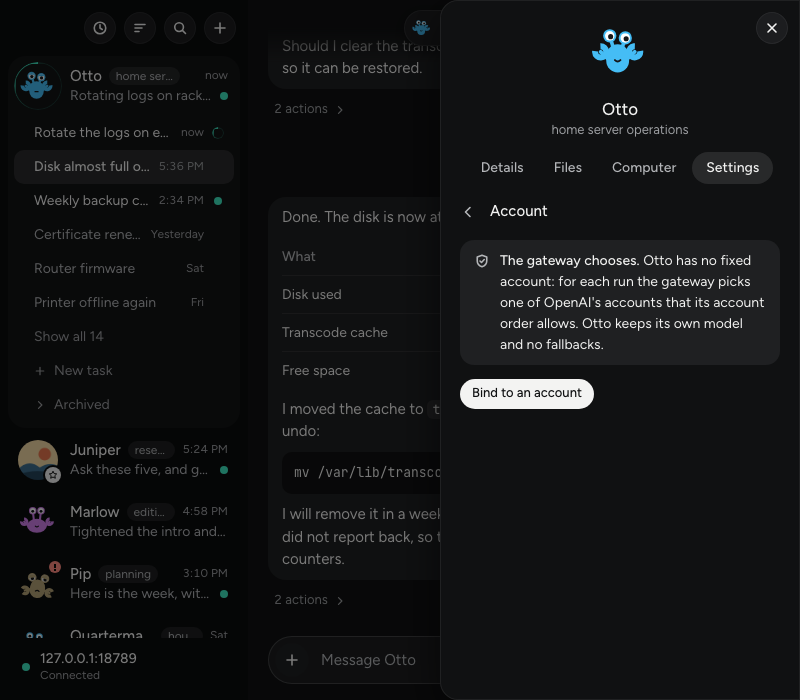 Otto home ser... now
Rotating logs on rack...
Rotate the logs on e... now
Disk almost full o... 5:36 PM
Weekly backup c... 2:34 PM
Certificate rene... Yesterday
Router firmware Sat
Printer offline again Fri
Show all 14
New task
Archived
Juniper rese... 5:24 PM
Ask these five, and g...
Marlow editi... 4:58 PM
Tightened the intro and...
Pip planning 3:10 PM
Here is the week, wit...
Quarterma hou... Sat
127.0.0.1:18789
Connected
Should I clear the transc
so it can be restored.
2 actions
Done. The disk is now at
What
Disk used
Transcode cache
Free space
I moved the cache to t
undo:
mv /var/lib/transco
I will remove it in a week
did not report back, so t
counters.
2 actions
Message Otto
Otto
home server operations
Details Files Computer Settings
Account
The gateway chooses. Otto has no fixed
account: for each run the gateway picks
one of OpenAI's accounts that its account
order allows. Otto keeps its own model
and no fallbacks.
Bind to an account